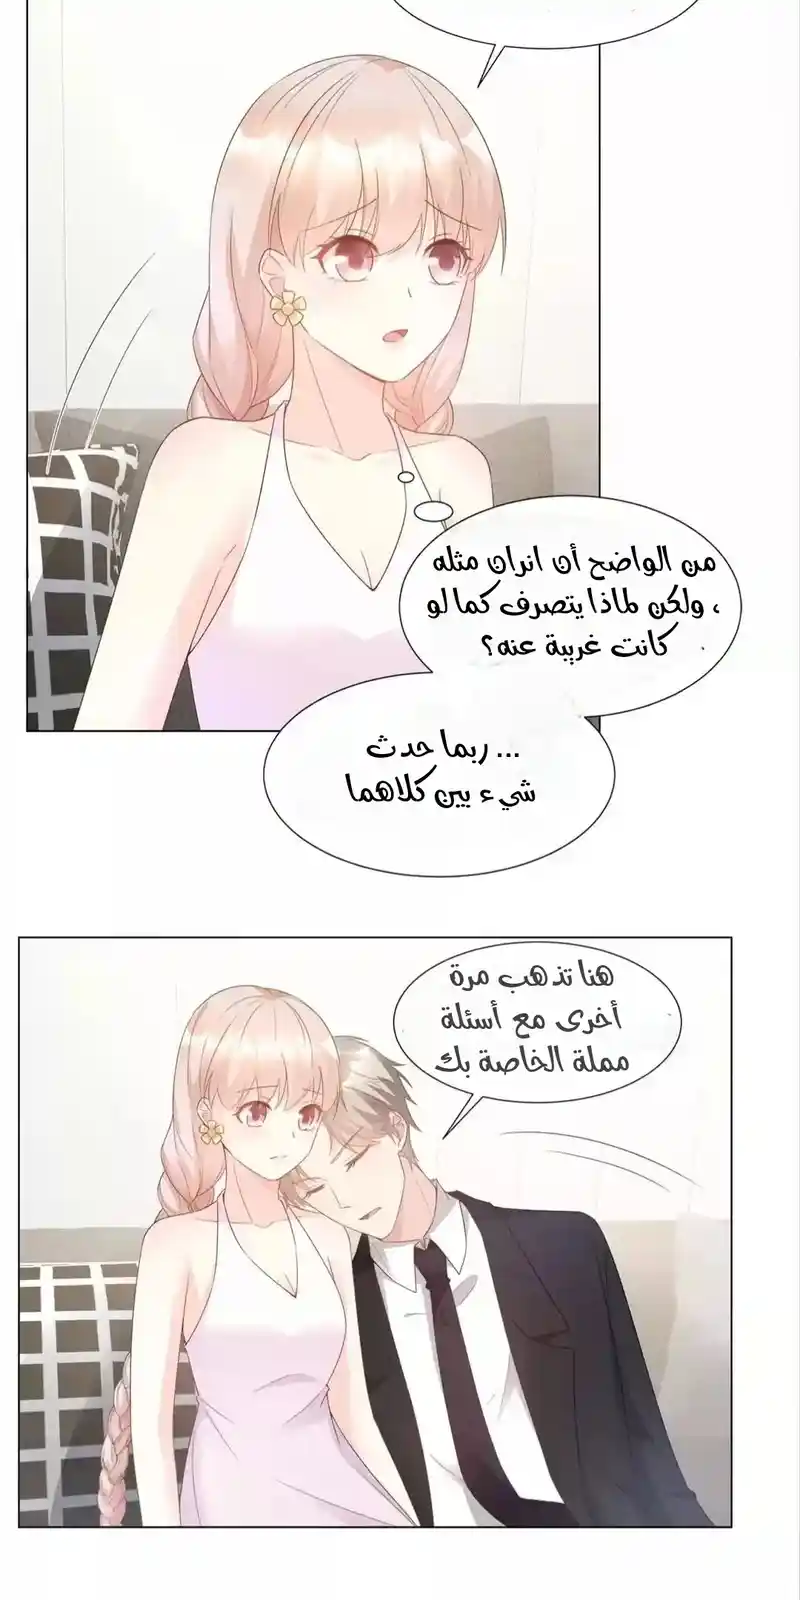 من الواضح أن انران مثله
، ولكن لماذا يتصرف كما لو
كانت غريبة عنه؟
... ربما حدث
شيء بين كلاهما
هنا تذهب مرة
أخرى مع أسئلة
مملة الخاصة بك